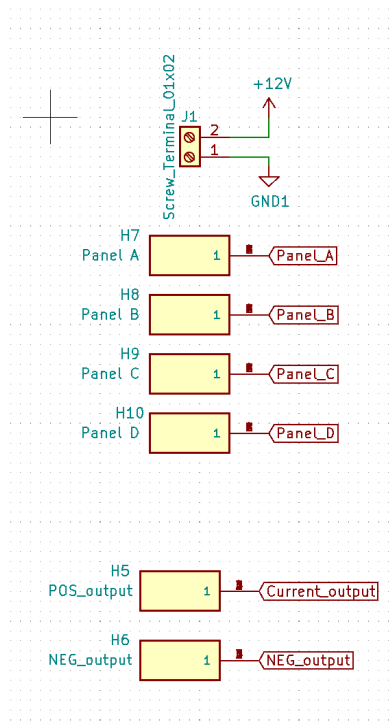 +12V
Screw_Terminal_01x02
J1
2
1
GND1
H7
Panel A
1
Panel_A
H8
Panel B
1
Panel_B
H9
Panel C
1
Panel_C
H10
Panel D
1
Panel_D
H5
POS_output
1
Current_output
H6
NEG_output
1
NEG_output